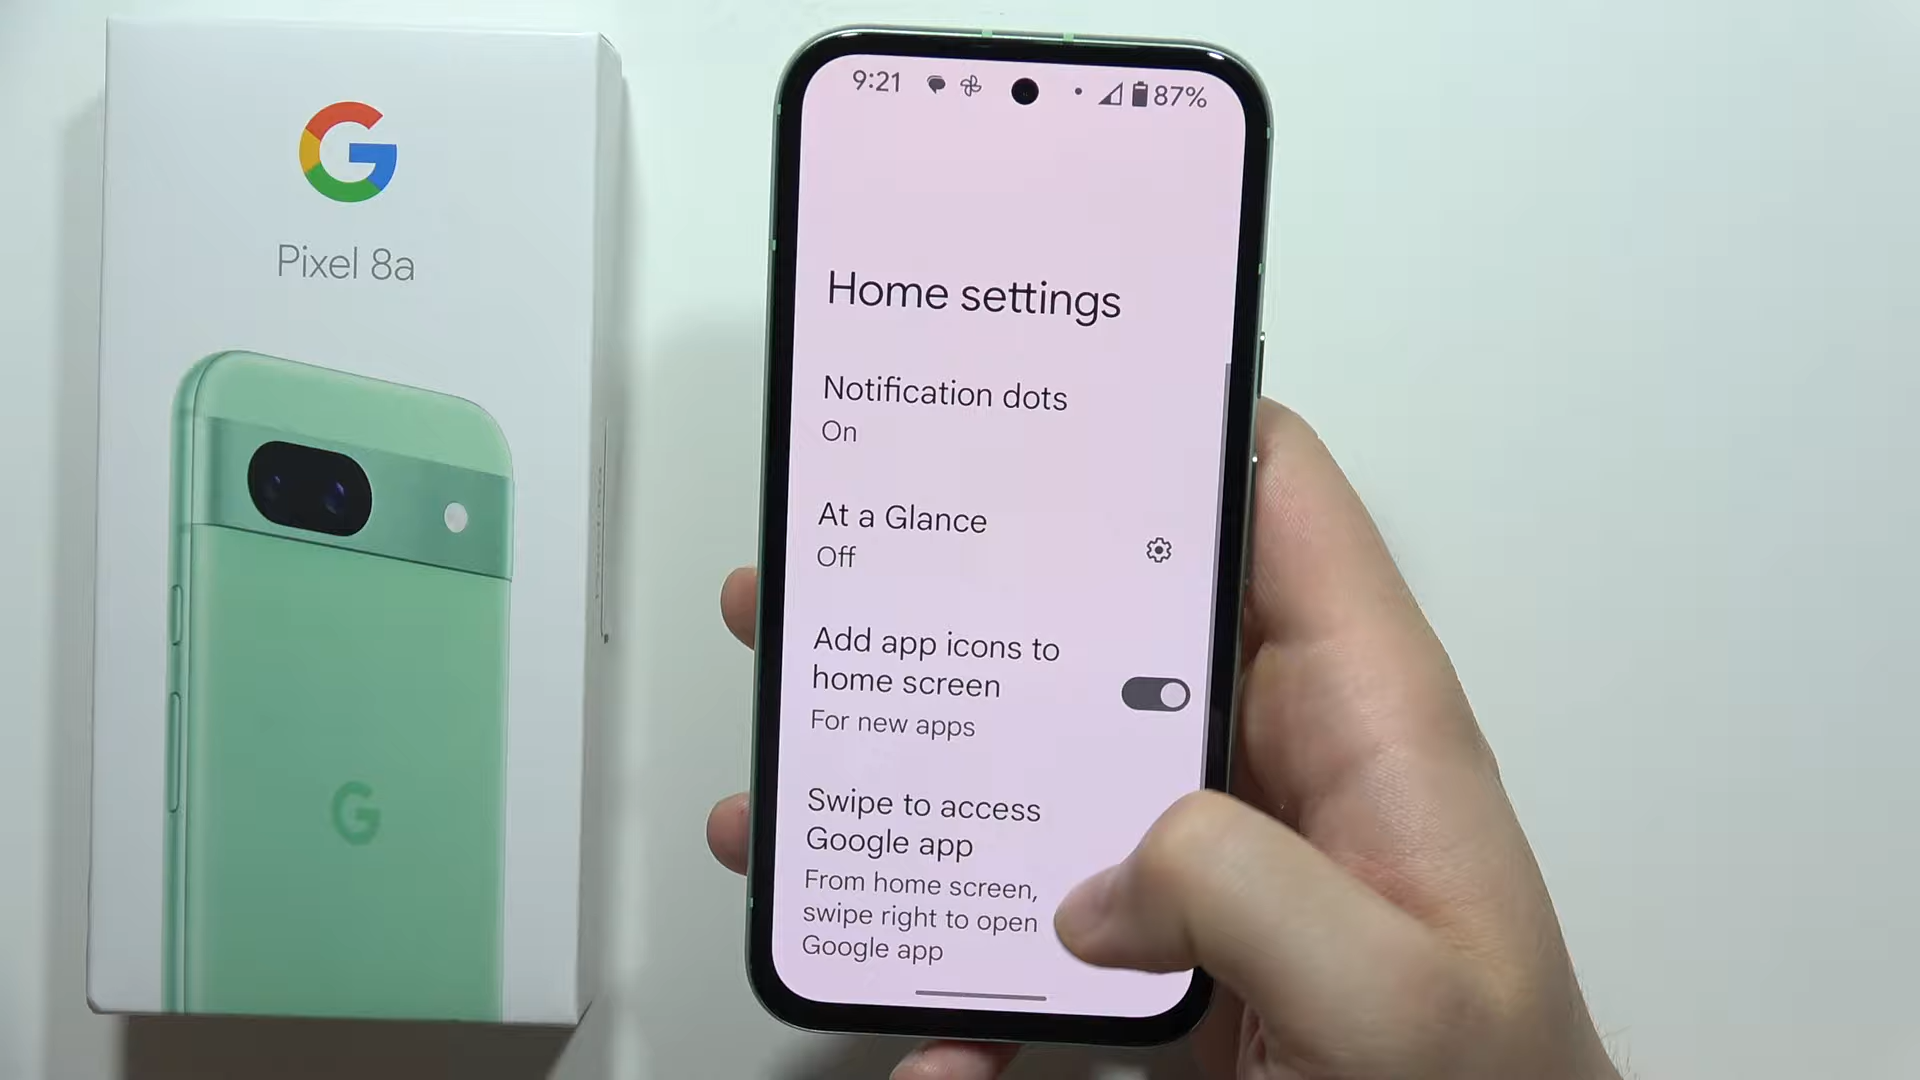 Pixel 8a
9:21
87%
Home settings
Notification dots
On
At a Glance
Off
Add app icons to
home screen
For new apps
Swipe to access
Google app
From home screen,
swipe right to open
Google app